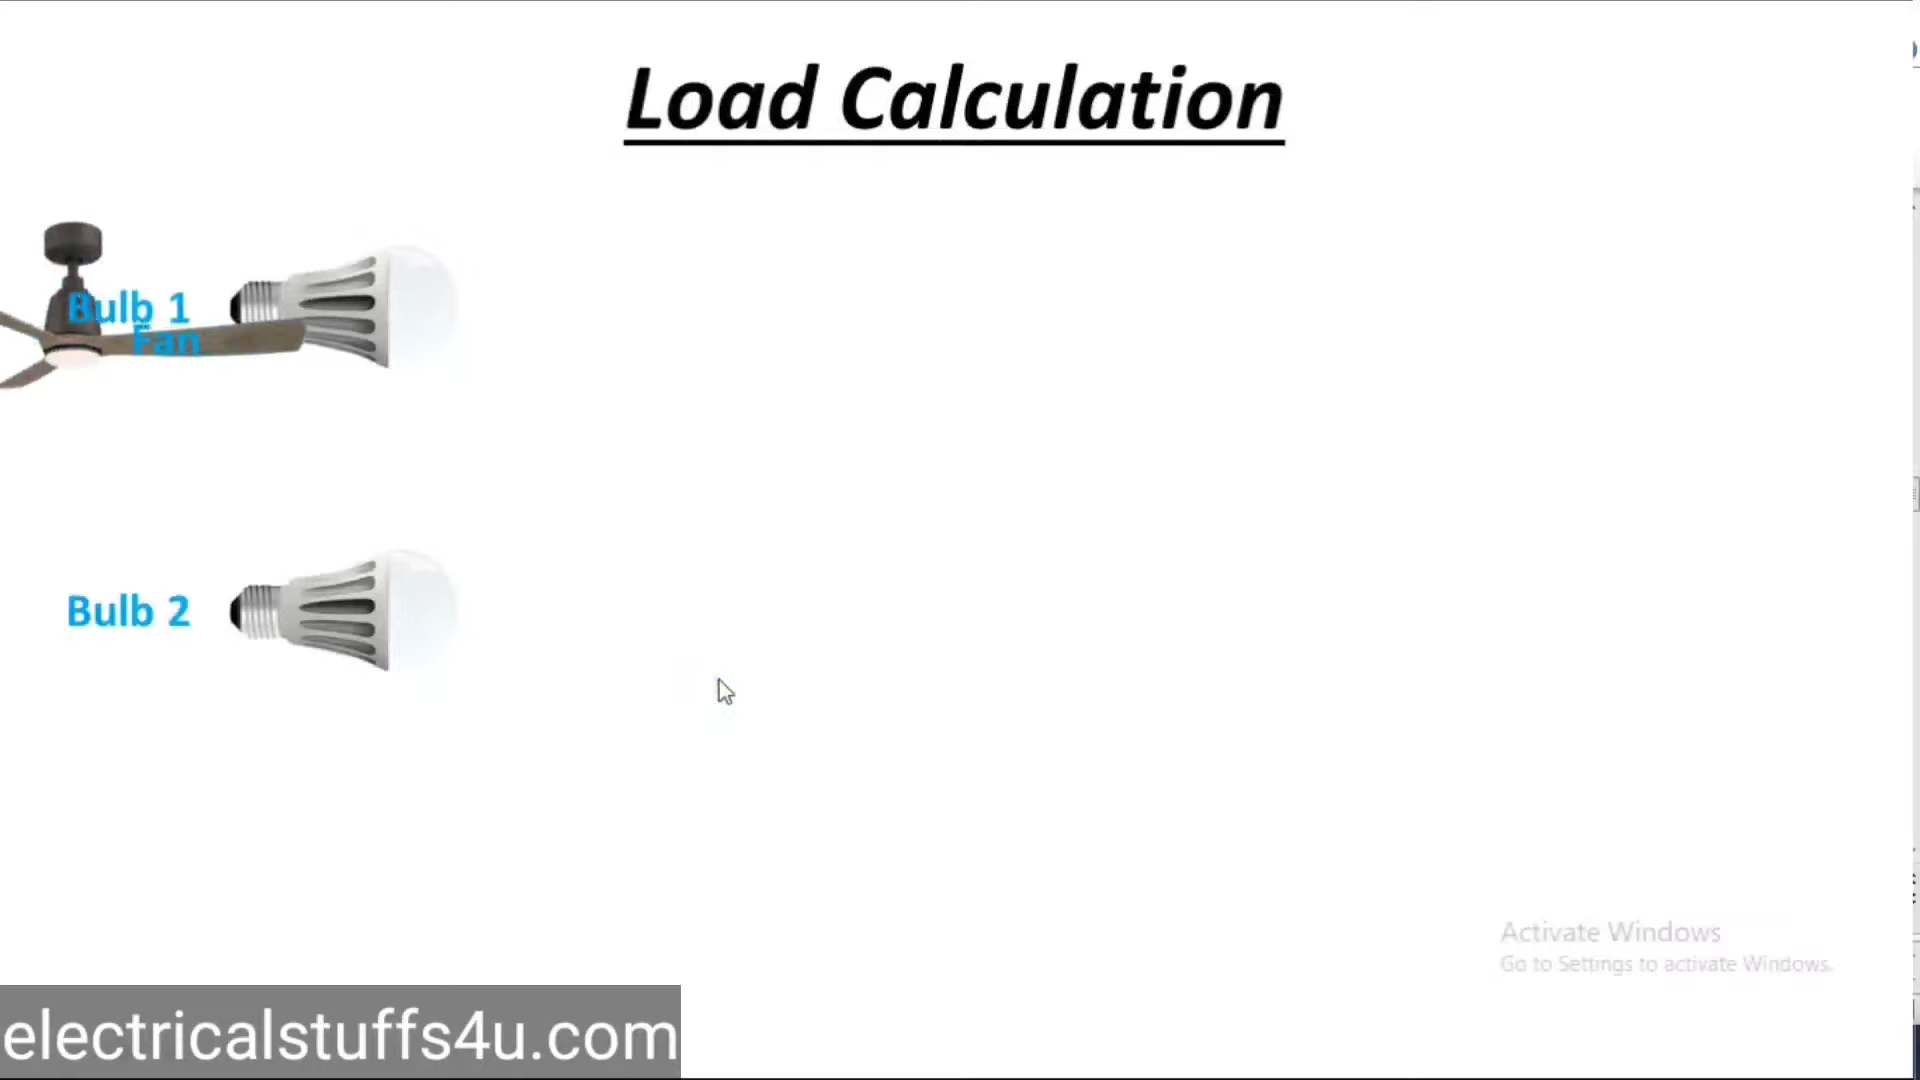 Load Calculation
Bulb 1
Fan
Bulb 2
Activate Windows
Go to Settings to activate Windows.
electricalstuffs4u.com